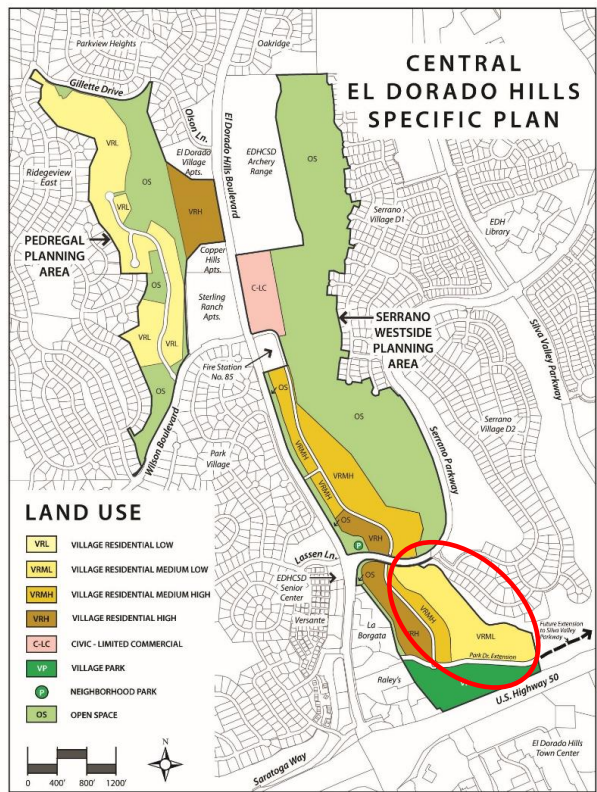 CENTRAL
EL DORADO HILLS
SPECIFIC PLAN
Parkview Heights
Oakridge
Gillette Drive
Olson Ln.
El Dorado Hills Boulevard
VRL
OS
El Dorado
Village
Apts.
EDHCSD
Archery
Range
OS
Ridgeview
East
VRL
VRH
Serrano
Village D1
EDH
Library
PEDREGAL
PLANNING
AREA
Copper
Hills
Apts.
OS
C-LC
Sterling
Ranch
Apts.
SERRANO
WESTSIDE
PLANNING
AREA
Silva Valley Parkway
VRL
VRL
Fire Station
No. 85
OS
OS
OS
Wilson Boulevard
Park
Village
VRMH
VRMH
VRMH
Serrano Parkway
Serrano
Village D2
OS
VRH
P
LAND USE
VRL VILLAGE RESIDENTIAL LOW
VRML VILLAGE RESIDENTIAL MEDIUM LOW
VRMH VILLAGE RESIDENTIAL MEDIUM HIGH
VRH VILLAGE RESIDENTIAL HIGH
C-LC CIVIC - LIMITED COMMERCIAL
VP VILLAGE PARK
P NEIGHBORHOOD PARK
OS OPEN SPACE
Lassen Ln.
EDHCSD
Senior
Center
OS
Versante
La
Borgata
VRMH
VRML
Future Extension
to Silva Valley
Parkway
Park Dr. Extension
Raley's
U.S. Highway 50
El Dorado Hills
Town Center
Saratoga Way
N
0 400' 800' 1200'